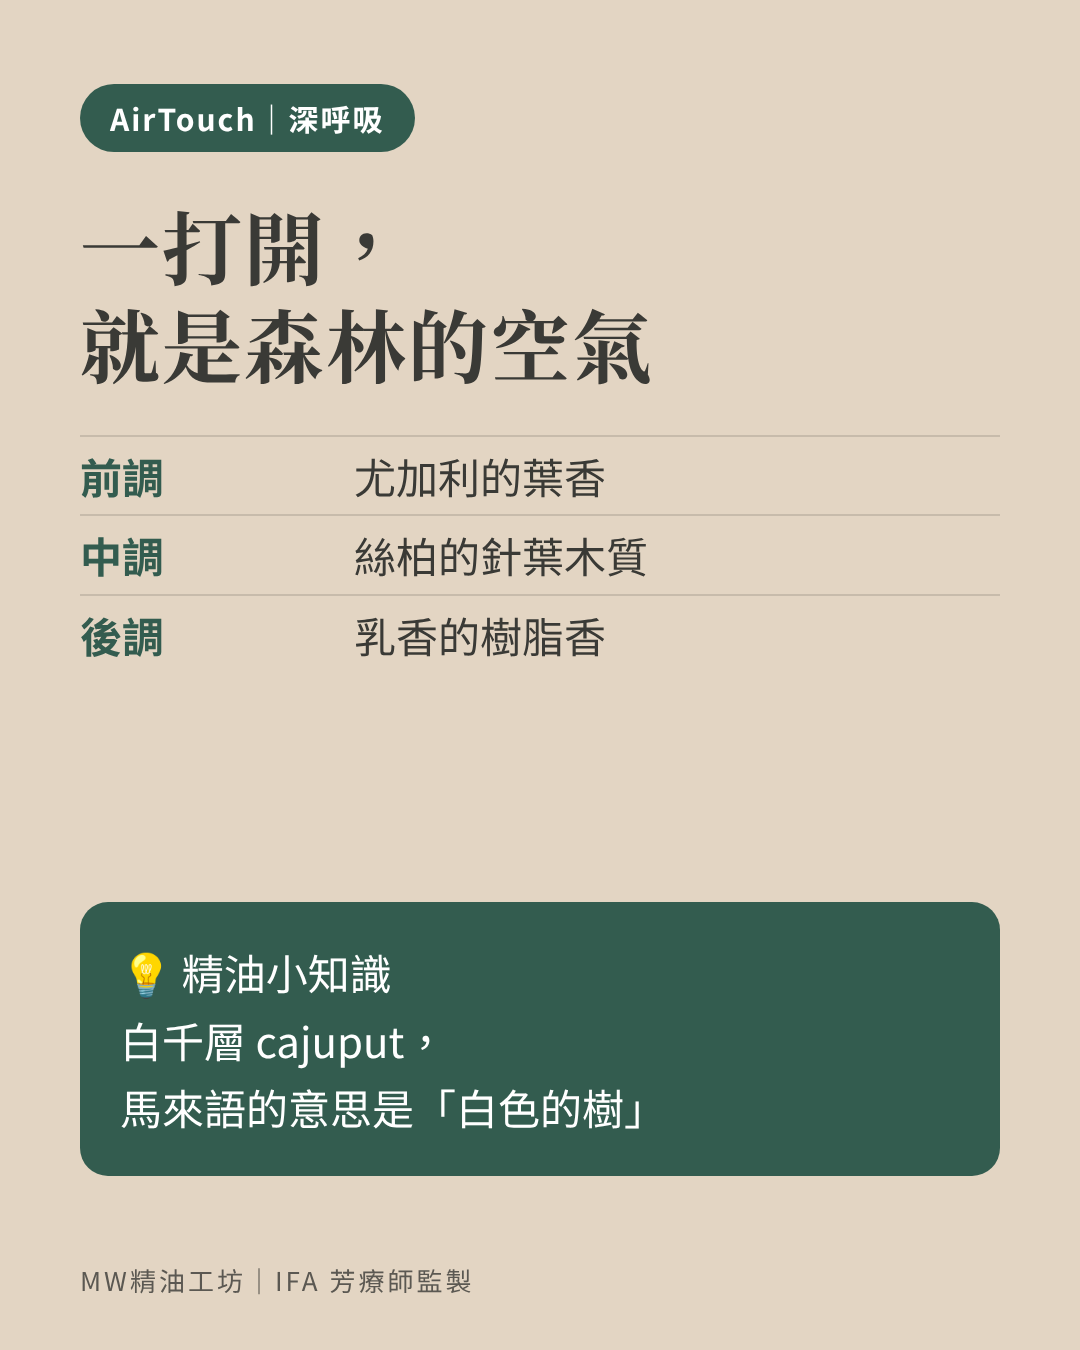 AirTouch｜深呼吸
一打開，
就是森林的空氣
前調 尤加利的葉香
中調 絲柏的針葉木質
後調 乳香的樹脂香
💡 精油小知識
白千層 cajuput，
馬來語的意思是「白色的樹」
MW精油工坊｜IFA 芳療師監製